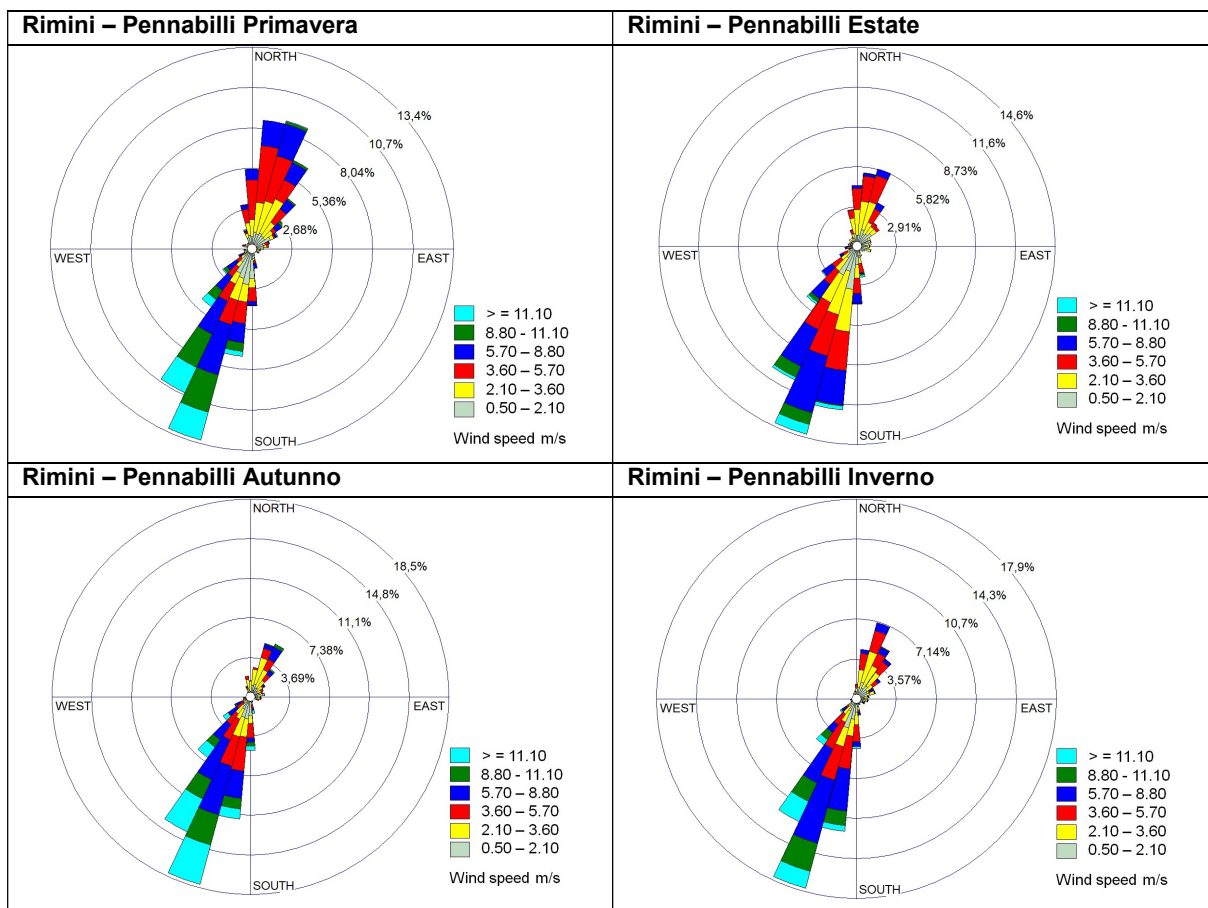 Rimini – Pennabilli Primavera
NORTH
13,4%
10,7%
8,04%
5,36%
2,68%
WEST
EAST
SOUTH
> = 11.10
8.80 - 11.10
5.70 – 8.80
3.60 – 5.70
2.10 – 3.60
0.50 – 2.10
Wind speed m/s
Rimini – Pennabilli Estate
NORTH
14,6%
11,6%
8,73%
5,82%
2,91%
WEST
EAST
SOUTH
> = 11.10
8.80 - 11.10
5.70 – 8.80
3.60 – 5.70
2.10 – 3.60
0.50 – 2.10
Wind speed m/s
Rimini – Pennabilli Autunno
NORTH
18,5%
14,8%
11,1%
7,38%
3,69%
WEST
EAST
SOUTH
> = 11.10
8.80 - 11.10
5.70 – 8.80
3.60 – 5.70
2.10 – 3.60
0.50 – 2.10
Wind speed m/s
Rimini – Pennabilli Inverno
NORTH
17,9%
14,3%
10,7%
7,14%
3,57%
WEST
EAST
SOUTH
> = 11.10
8.80 - 11.10
5.70 – 8.80
3.60 – 5.70
2.10 – 3.60
0.50 – 2.10
Wind speed m/s